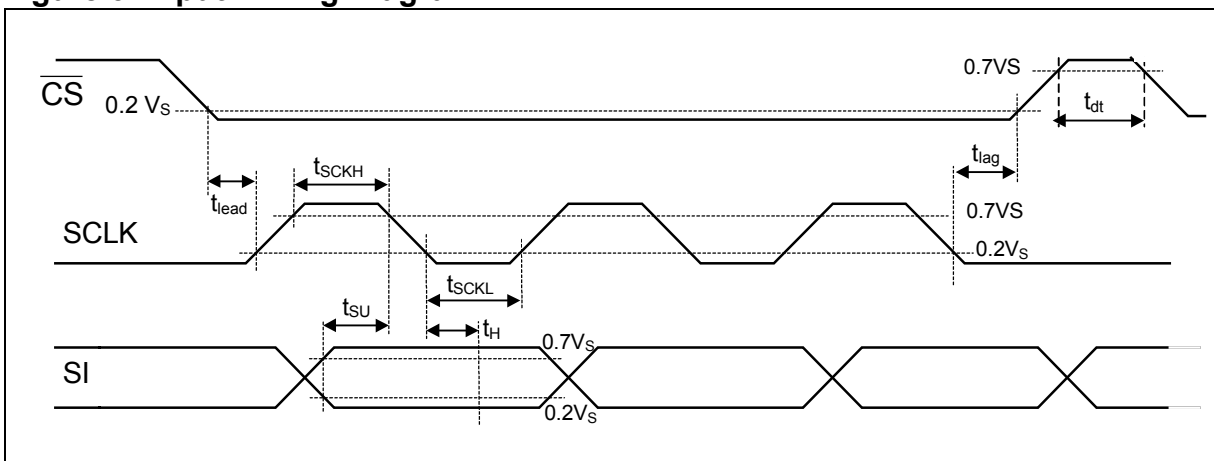 CS
0.2 VS
0.7VS
tdt
tlag
tSCKH
tlead
0.7VS
SCLK
0.2VS
tSCKL
tSU
tH
0.7VS
SI
0.2VS